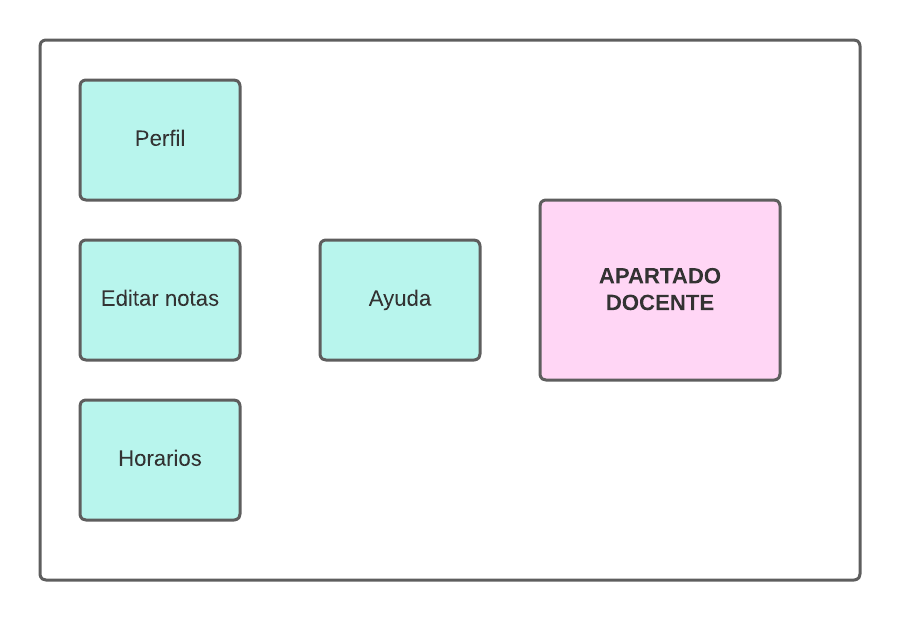 Perfil
Editar notas
Ayuda
APARTADO
DOCENTE
Horarios